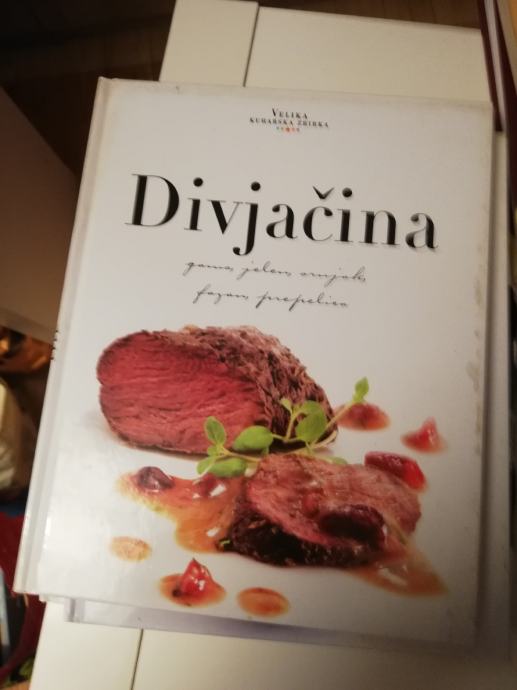 VELIKA
KUHARSKA ZBIRKA
Divjačina
gams, jelen, srnjak,
fazan, prepelica